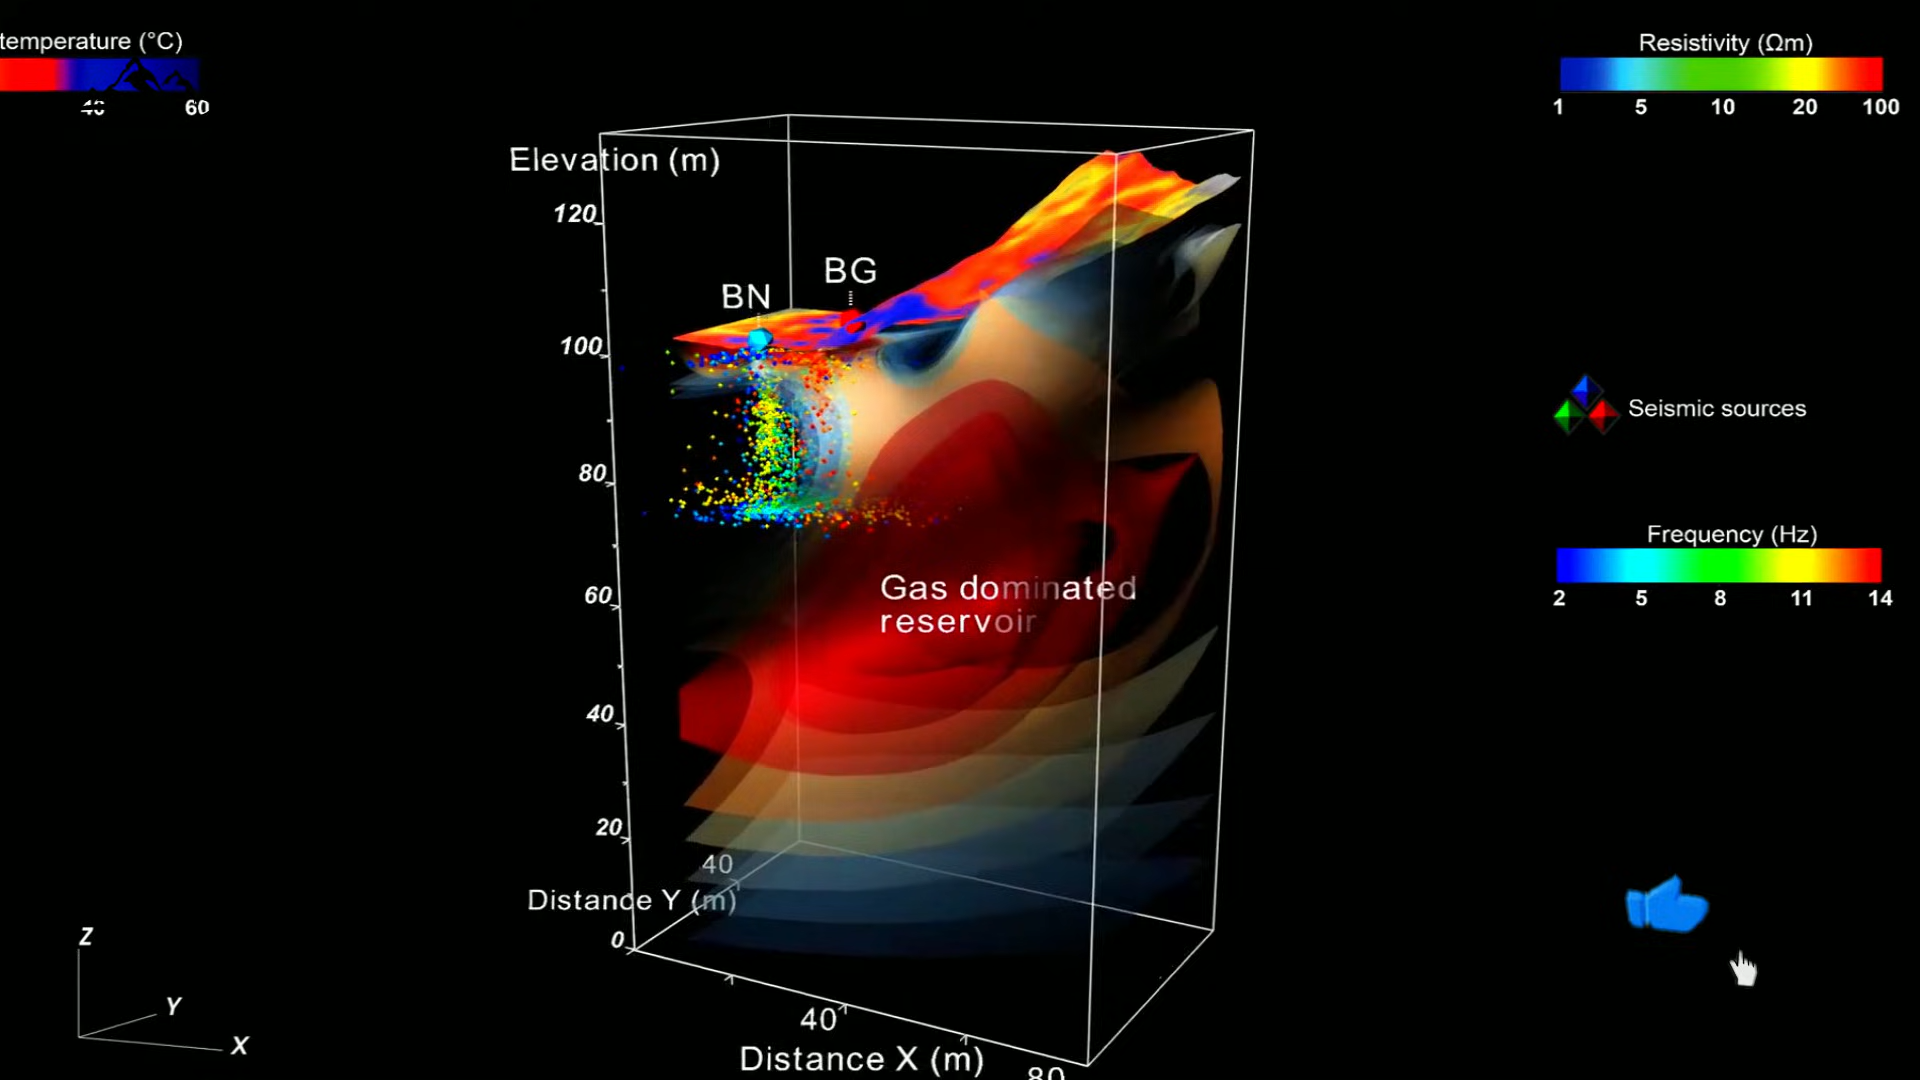 temperature (°C)
60
Resistivity (Ωm)
1 5 10 20 100
Elevation (m)
120
100
80
60
40
20
0
BN
BG
Gas dominated
reservoir
Seismic sources
Frequency (Hz)
2 5 8 11 14
40
Distance Y (m)
40
Distance X (m)
80
Z
Y
X